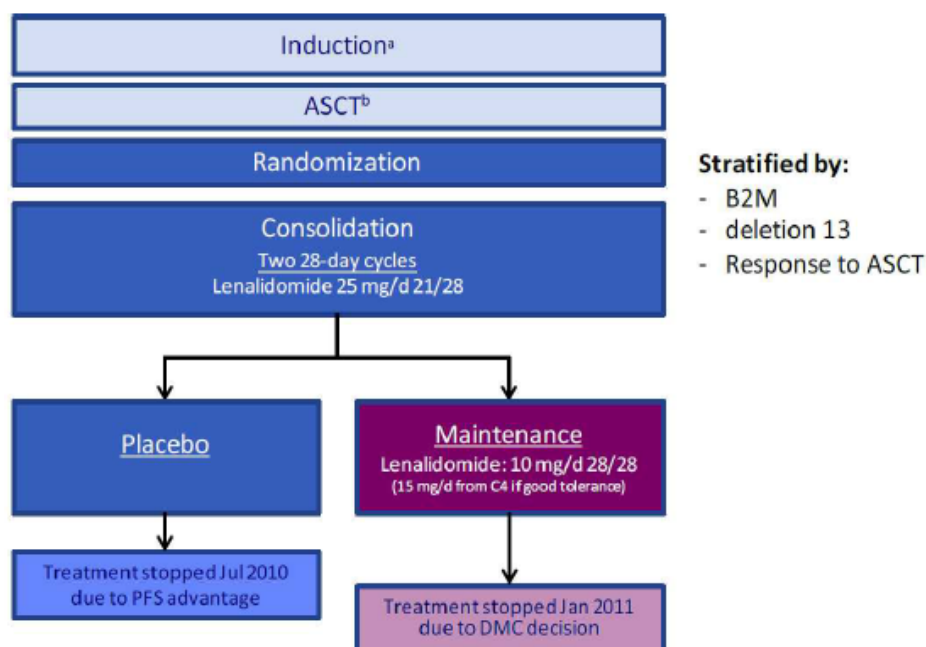 Inductionᵃ
ASCTᵇ
Randomization
Consolidation
Two 28-day cycles
Lenalidomide 25 mg/d 21/28
Stratified by:
- B2M
- deletion 13
- Response to ASCT
Placebo
Maintenance
Lenalidomide: 10 mg/d 28/28
(15 mg/d from C4 if good tolerance)
Treatment stopped Jul 2010
due to PFS advantage
Treatment stopped Jan 2011
due to DMC decision